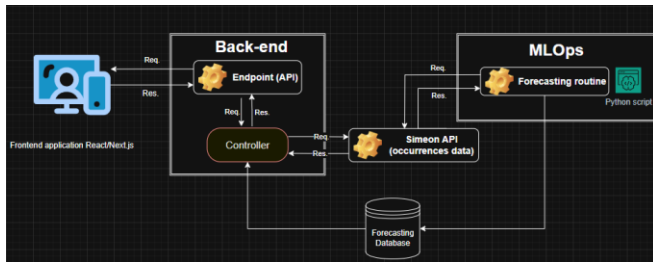 Back-end
MLOps
Req.
Endpoint (API)
Res.
Req.
Forecasting routine
Res.
Python script
Req.
Res.
Frontend application React/Next.js
Controller
Req.
Res.
Simeon API
(occurrences data)
Forecasting
Database